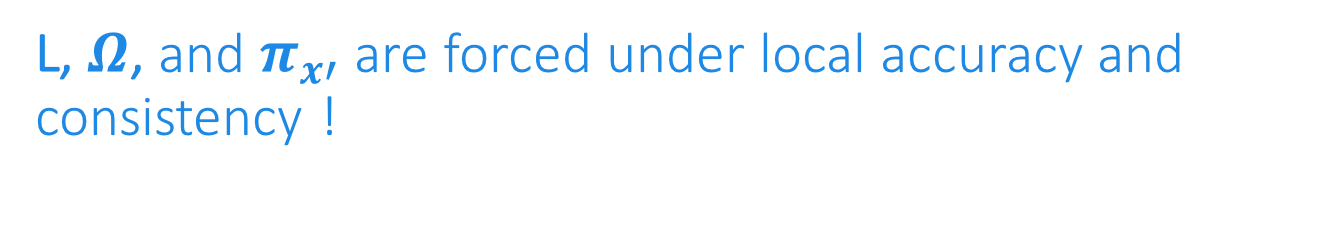 L, Ω, and πₓ′ are forced under local accuracy and
consistency !